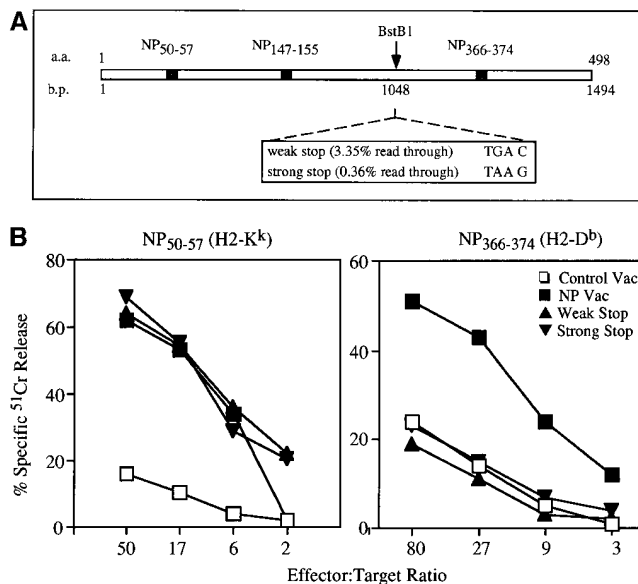 A
BstB1
NP50-57 NP147-155 NP366-374
a.a. 1 498
b.p. 1 1048 1494
weak stop (3.35% read through) TGA C
strong stop (0.36% read through) TAA G
B
NP50-57 (H2-Kk) NP366-374 (H2-Db)
% Specific 51Cr Release
80
60
40
20
0
50 17 6 2
60
40
20
0
80 27 9 3
Control Vac
NP Vac
Weak Stop
Strong Stop
Effector:Target Ratio